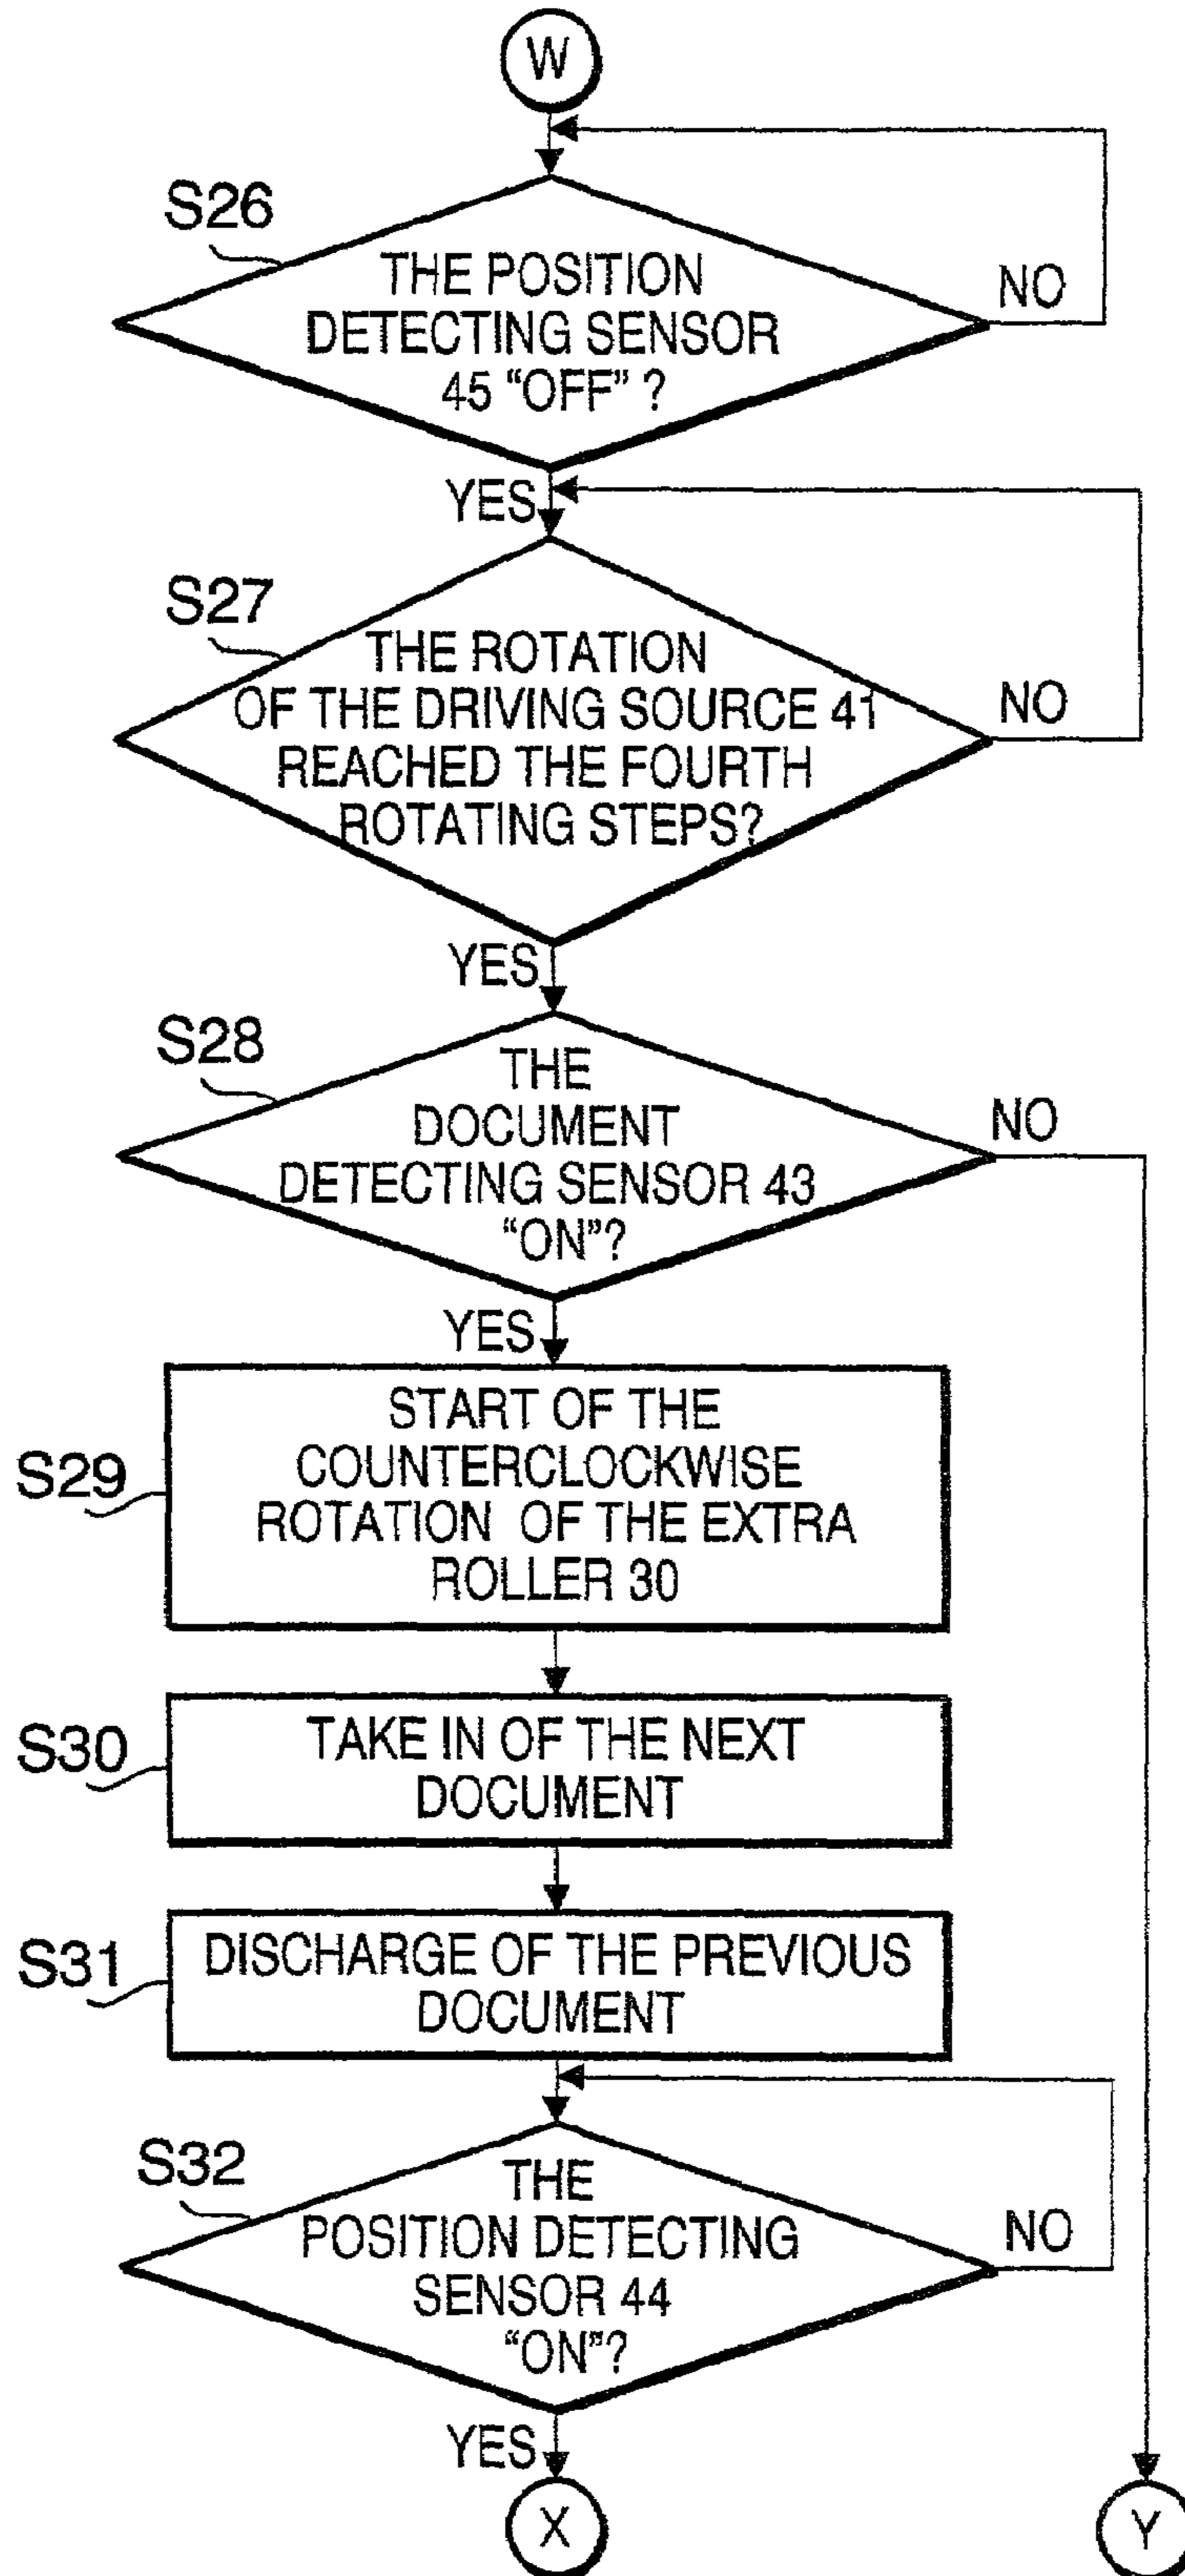 W
S26
THE POSITION
DETECTING SENSOR
45 “OFF” ?
NO
YES
S27
THE ROTATION
OF THE DRIVING SOURCE 41
REACHED THE FOURTH
ROTATING STEPS?
NO
YES
S28
THE
DOCUMENT
DETECTING SENSOR 43
“ON”?
NO
YES
S29
START OF THE
COUNTERCLOCKWISE
ROTATION OF THE EXTRA
ROLLER 30
S30
TAKE IN OF THE NEXT
DOCUMENT
S31
DISCHARGE OF THE PREVIOUS
DOCUMENT
S32
THE
POSITION DETECTING
SENSOR 44
“ON”?
NO
YES
X
Y